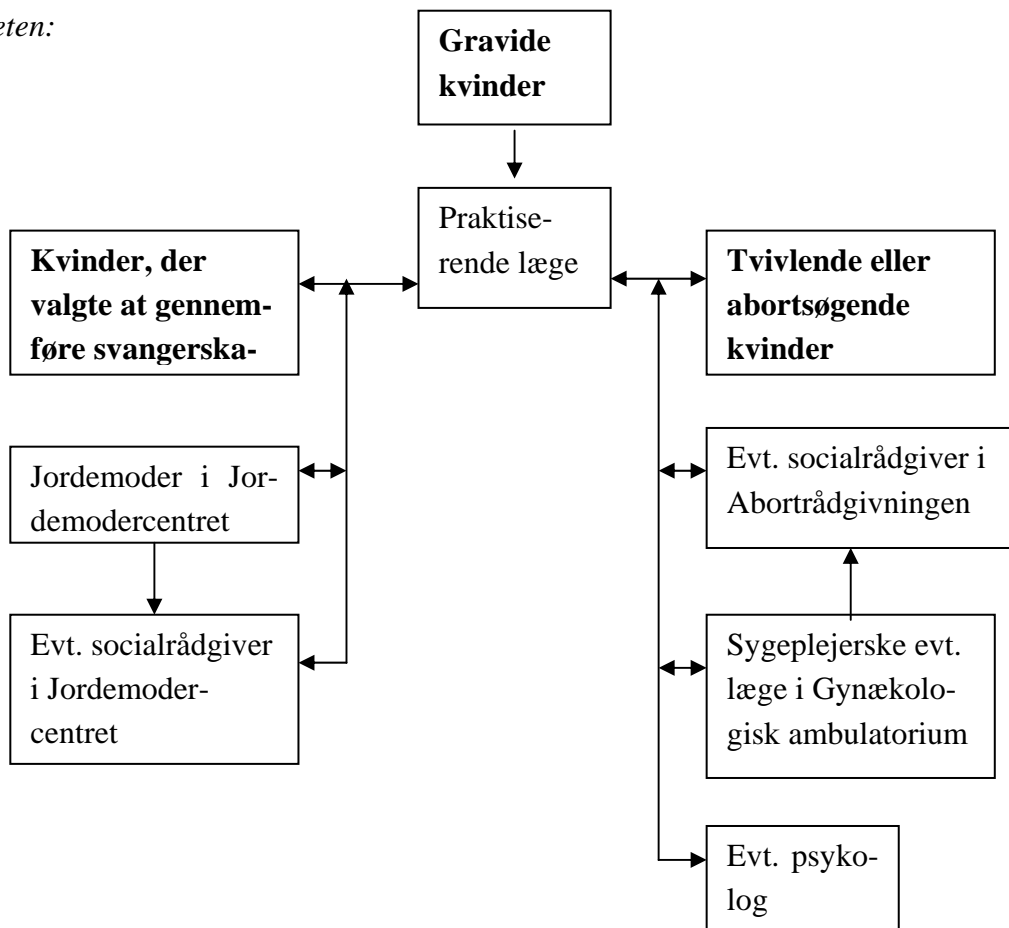 eten:
Gravide
kvinder
Praktise-
rende læge
Kvinder, der
valgte at gennem-
føre svangerska-
Tvivlende eller
abortsøgende
kvinder
Jordemoder i Jor-
demodercentret
Evt. socialrådgiver i
Abortrådgivningen
Evt. socialrådgiver
i Jordemoder-
centret
Sygeplejerske evt.
læge i Gynækolo-
gisk ambulatorium
Evt. psyko-
log